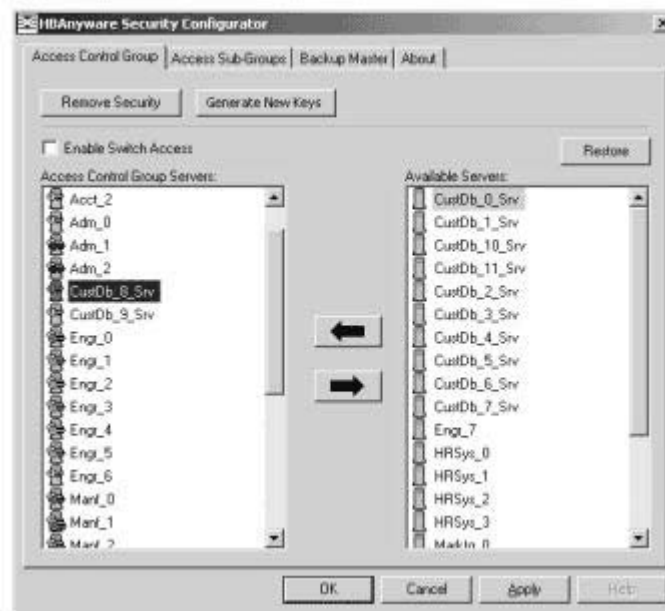 HBAnyware Security Configurator
Access Control Group
Access Sub-Groups
Backup Master
About
Remove Security
Generate New Keys
Enable Switch Access
Restore
Access Control Group Servers:
Acct_2
Adm_0
Adm_1
Adm_2
CustDb_8_Srv
CustDb_9_Srv
Engr_0
Engr_1
Engr_2
Engr_3
Engr_4
Engr_5
Engr_6
Manf_0
Manf_1
Manf_2
Available Servers:
CustDb_0_Srv
CustDb_1_Srv
CustDb_10_Srv
CustDb_11_Srv
CustDb_2_Srv
CustDb_3_Srv
CustDb_4_Srv
CustDb_5_Srv
CustDb_6_Srv
CustDb_7_Srv
Engr_7
HRSys_0
HRSys_1
HRSys_2
HRSys_3
Marktn_0
OK
Cancel
Apply
Help